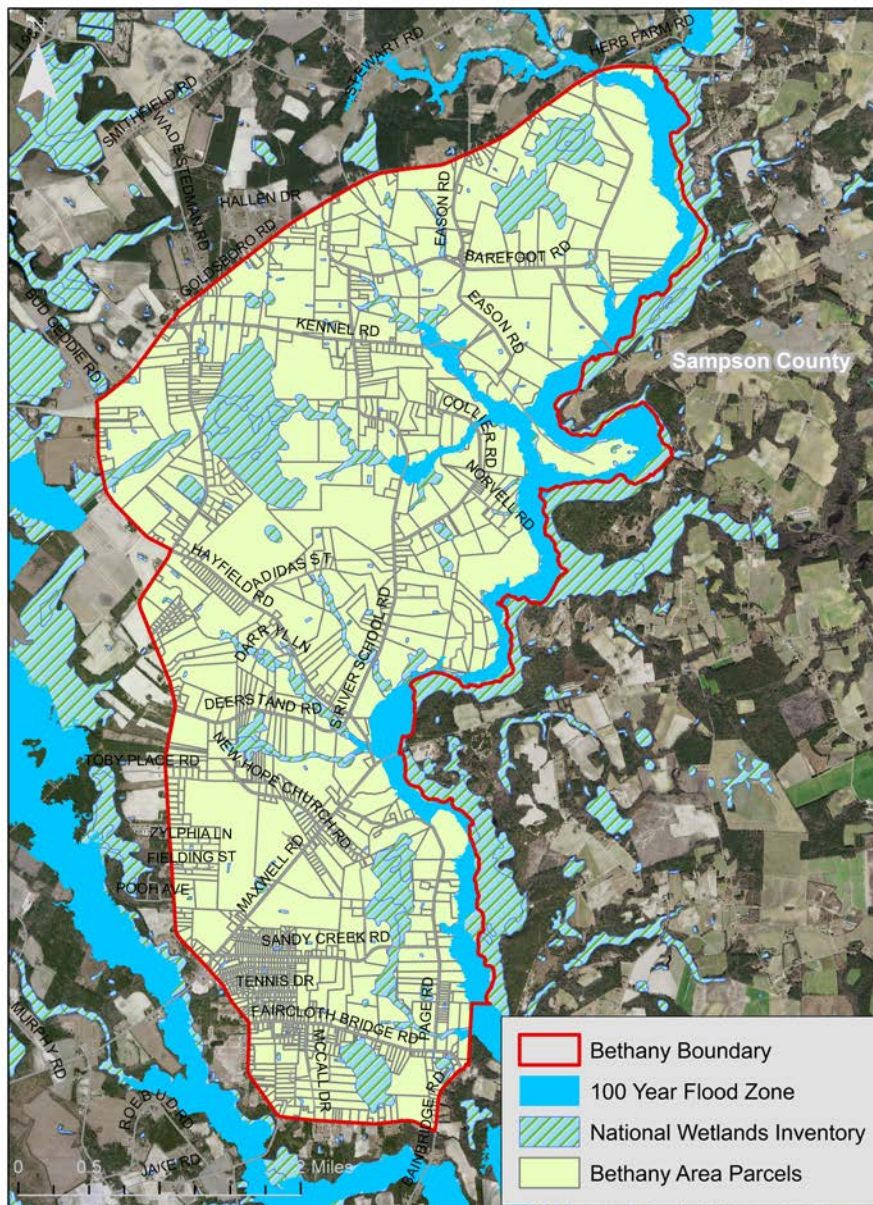 HERB FARM RD
STEWART RD
SMITHFIELD RD
WADE STEDMAN RD
HALLEN DR
EASON RD
GOLDSBORO RD
BAREFOOT RD
BUD GEDDIE RD
KENNEL RD
EASON RD
Sampson County
COLLIER RD
NORVELL RD
HAYFIELD RD
ADIDAS ST
DARRYL LN
S RIVER SCHOOL RD
DEERSTAND RD
TOBY PLACE RD
NEW HOPE CHURCH RD
ZYLPHIA LN
FIELDING ST
MAXWELL RD
POOH AVE
SANDY CREEK RD
TENNIS DR
FAIRCLOTH BRIDGE RD
PAGE RD
MURPHY RD
MCCALL DR
ROEBUD RD
BAINBRIDGE RD
JAKE RD
0 0.5 2 Miles
Bethany Boundary
100 Year Flood Zone
National Wetlands Inventory
Bethany Area Parcels